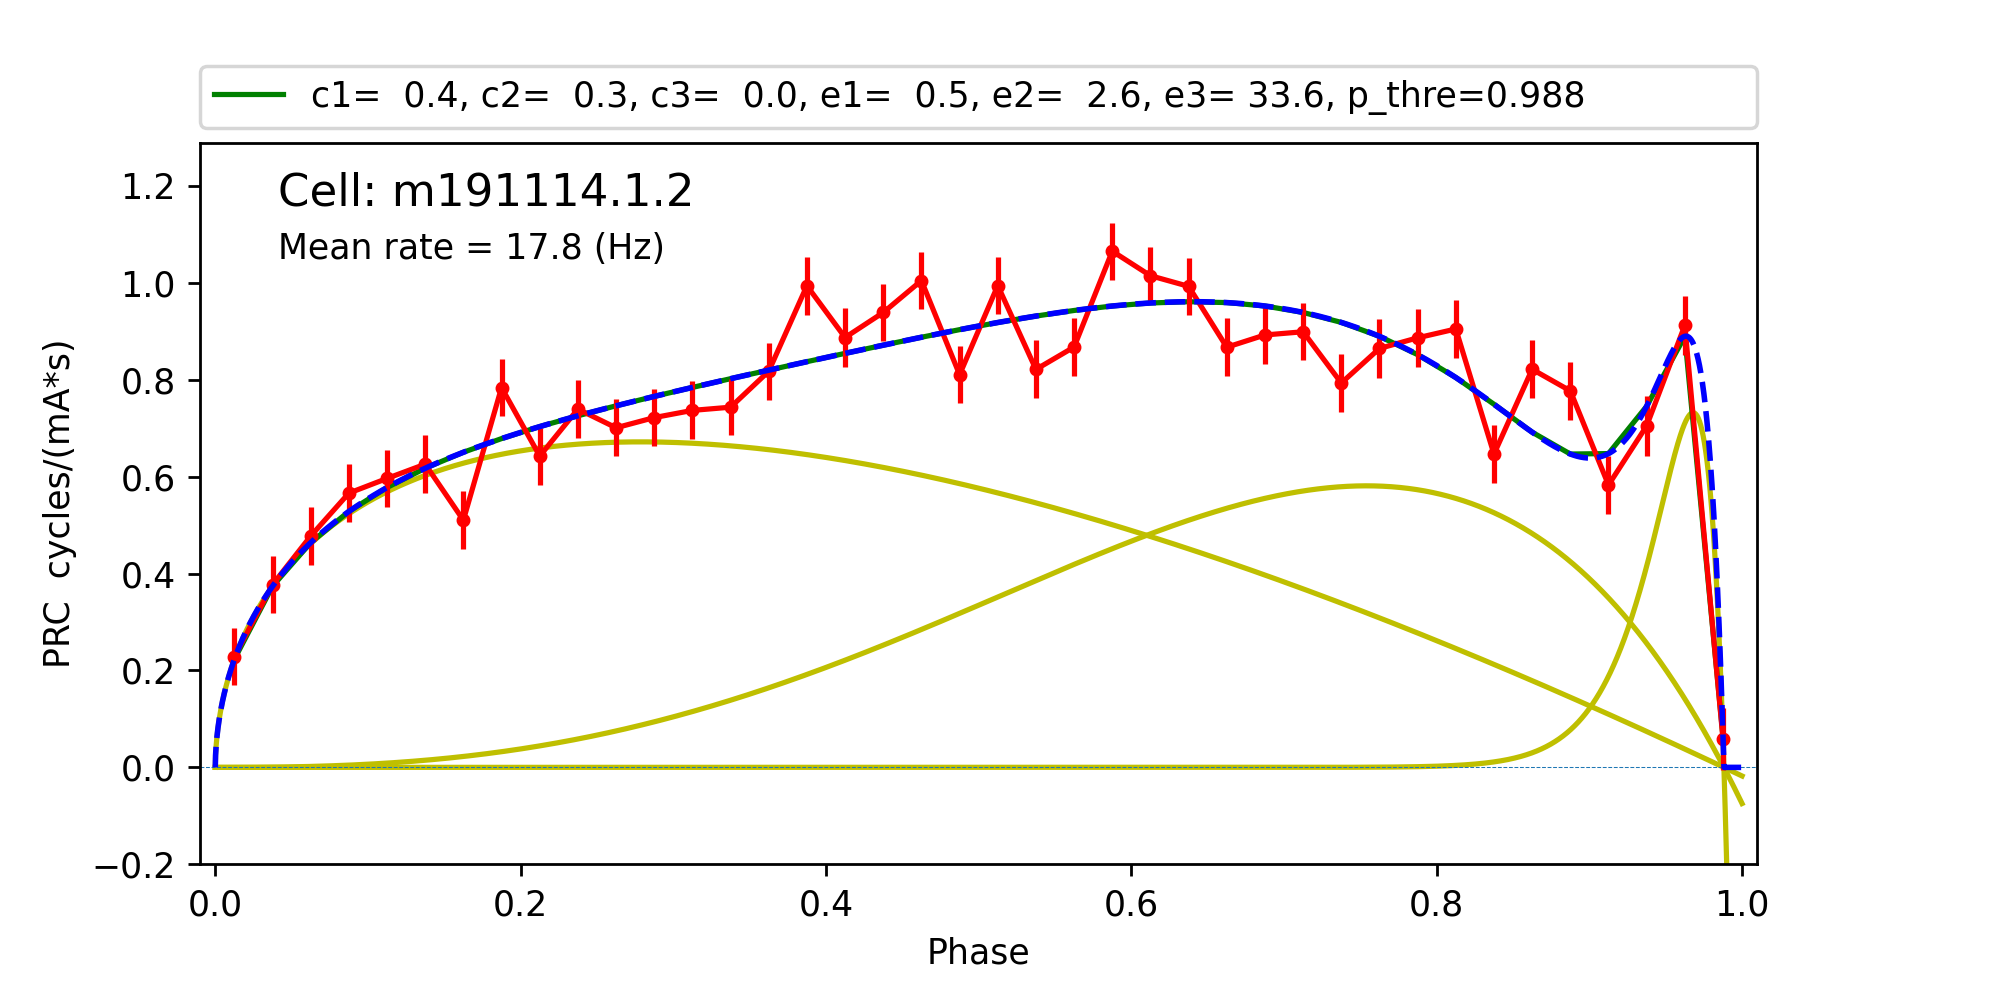 c1=  0.4, c2=  0.3, c3=  0.0, e1=  0.5, e2=  2.6, e3= 33.6, p_thre=0.988
Cell: m191114.1.2
Mean rate = 17.8 (Hz)
PRC  cycles/(mA*s)
1.2
1.0
0.8
0.6
0.4
0.2
0.0
−0.2
0.0 0.2 0.4 0.6 0.8 1.0
Phase